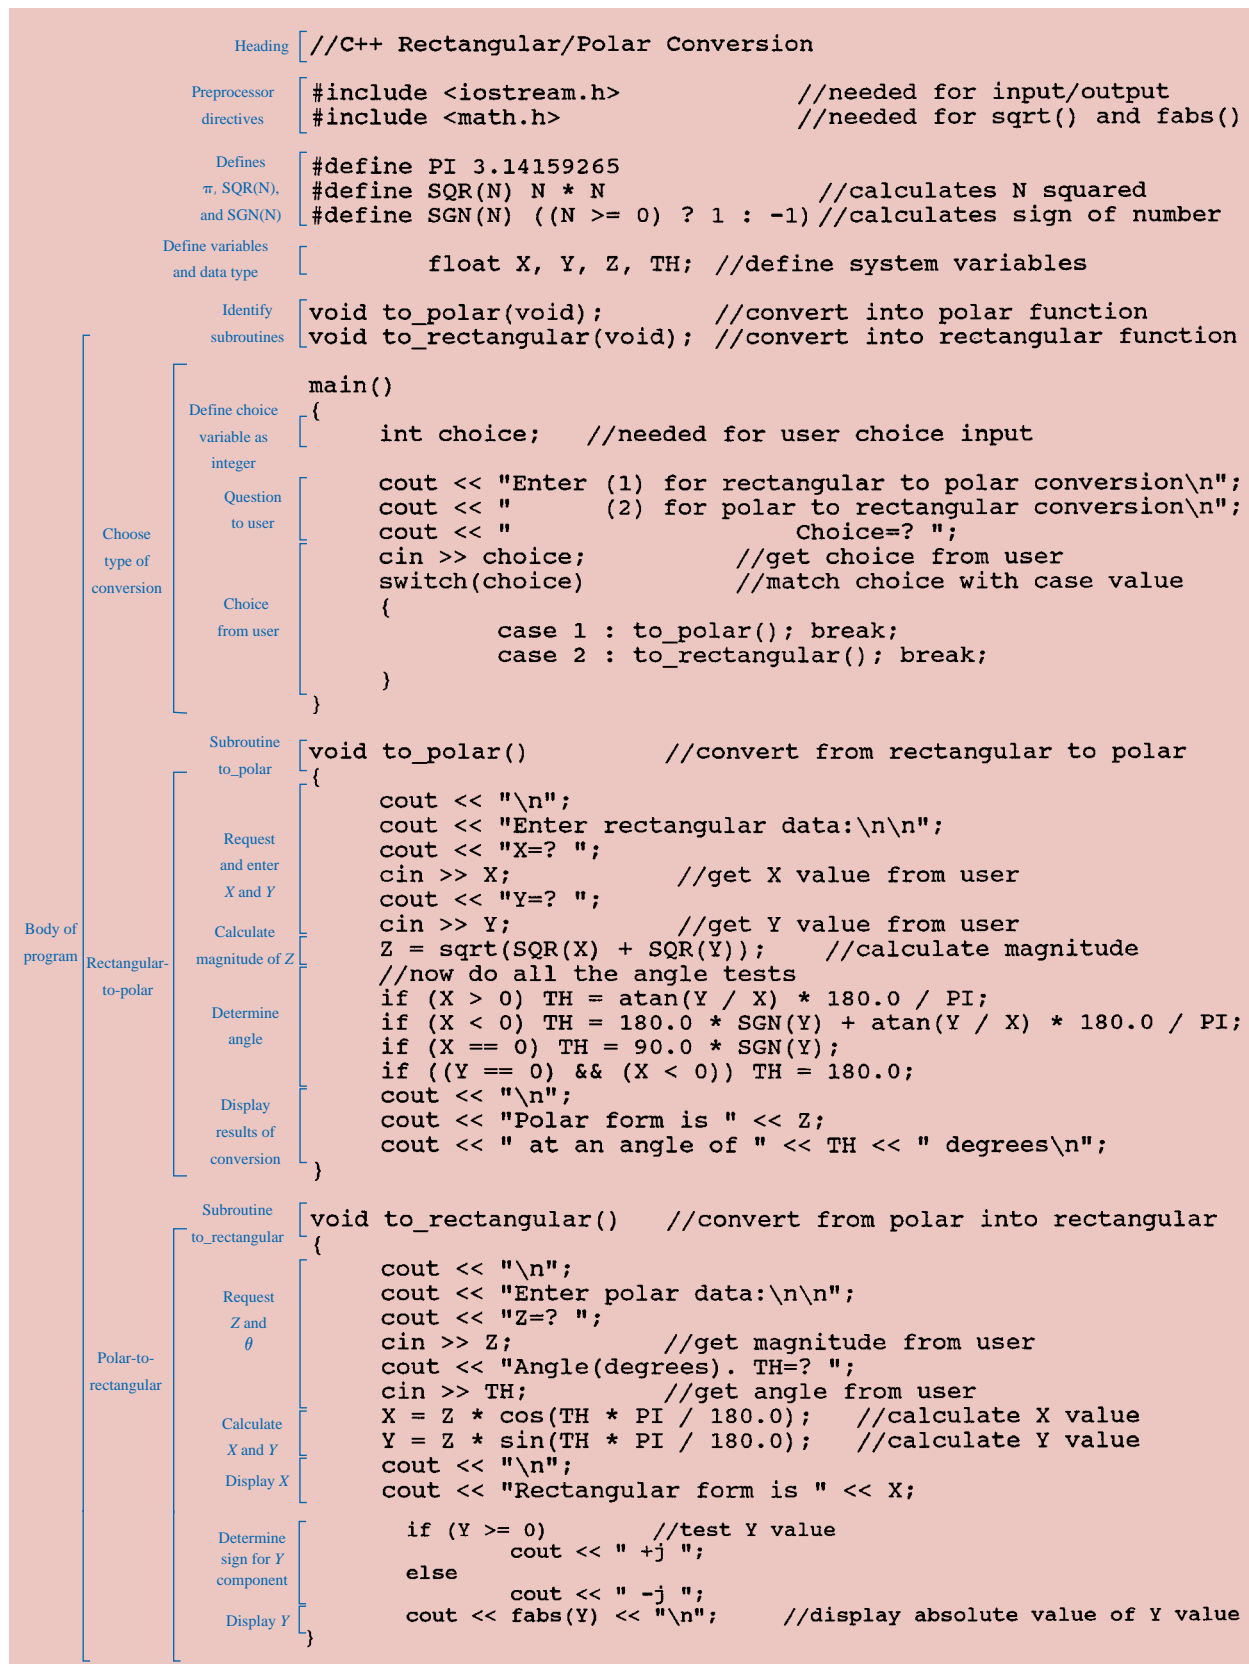 Heading //C++ Rectangular/Polar Conversion
Preprocessor directives
#include <iostream.h> //needed for input/output
#include <math.h> //needed for sqrt() and fabs()
Defines
π, SQR(N),
and SGN(N)
#define PI 3.14159265
#define SQR(N) N * N //calculates N squared
#define SGN(N) ((N >= 0) ? 1 : -1) //calculates sign of number
Define variables
and data type
float X, Y, Z, TH; //define system variables
Identify
subroutines
void to_polar(void); //convert into polar function
void to_rectangular(void); //convert into rectangular function
Body of
program
Choose
type of
conversion
main()
{
Define choice
variable as
integer
int choice; //needed for user choice input
Question
to user
cout << "Enter (1) for rectangular to polar conversion\n";
cout << " (2) for polar to rectangular conversion\n";
cout << " Choice=? ";
Choice
from user
cin >> choice; //get choice from user
switch(choice) //match choice with case value
{
case 1 : to_polar(); break;
case 2 : to_rectangular(); break;
}
}
Rectangular-
to-polar
Subroutine
to_polar
void to_polar() //convert from rectangular to polar
{
Request
and enter
X and Y
cout << "\n";
cout << "Enter rectangular data:\n\n";
cout << "X=? ";
cin >> X; //get X value from user
cout << "Y=? ";
cin >> Y; //get Y value from user
Calculate
magnitude of Z
Z = sqrt(SQR(X) + SQR(Y)); //calculate magnitude
Determine
angle
//now do all the angle tests
if (X > 0) TH = atan(Y / X) * 180.0 / PI;
if (X < 0) TH = 180.0 * SGN(Y) + atan(Y / X) * 180.0 / PI;
if (X == 0) TH = 90.0 * SGN(Y);
if ((Y == 0) && (X < 0)) TH = 180.0;
Display
results of
conversion
cout << "\n";
cout << "Polar form is " << Z;
cout << " at an angle of " << TH << " degrees\n";
}
Polar-to-
rectangular
Subroutine
to_rectangular
void to_rectangular() //convert from polar into rectangular
{
Request
Z and
θ
cout << "\n";
cout << "Enter polar data:\n\n";
cout << "Z=? ";
cin >> Z; //get magnitude from user
cout << "Angle(degrees). TH=? ";
cin >> TH; //get angle from user
Calculate
X and Y
X = Z * cos(TH * PI / 180.0); //calculate X value
Y = Z * sin(TH * PI / 180.0); //calculate Y value
Display X
cout << "\n";
cout << "Rectangular form is " << X;
Determine
sign for Y
component
if (Y >= 0) //test Y value
cout << " +j ";
else
cout << " -j ";
Display Y
cout << fabs(Y) << "\n"; //display absolute value of Y value
}